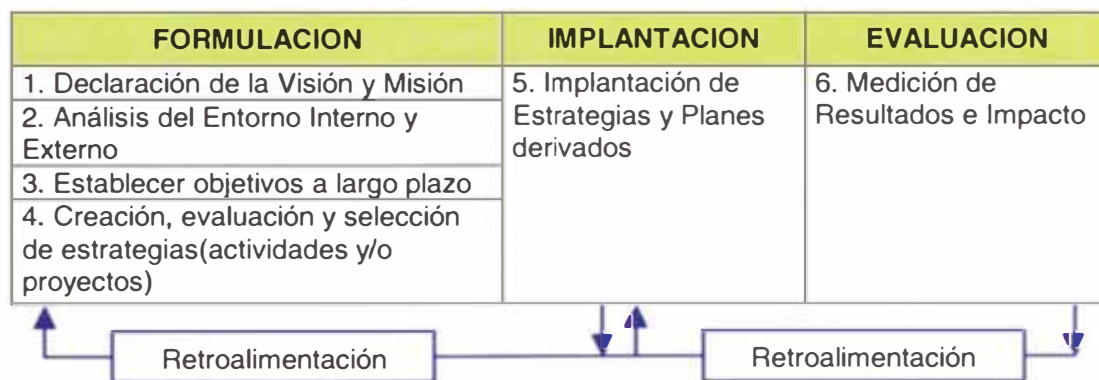 FORMULACION
IMPLANTACION
EVALUACION
1. Declaración de la Visión y Misión
2. Análisis del Entorno Interno y
Externo
3. Establecer objetivos a largo plazo
4. Creación, evaluación y selección
de estrategias(actividades y/o
proyectos)
5. Implantación de
Estrategias y Planes
derivados
6. Medición de
Resultados e Impacto
Retroalimentación
Retroalimentación